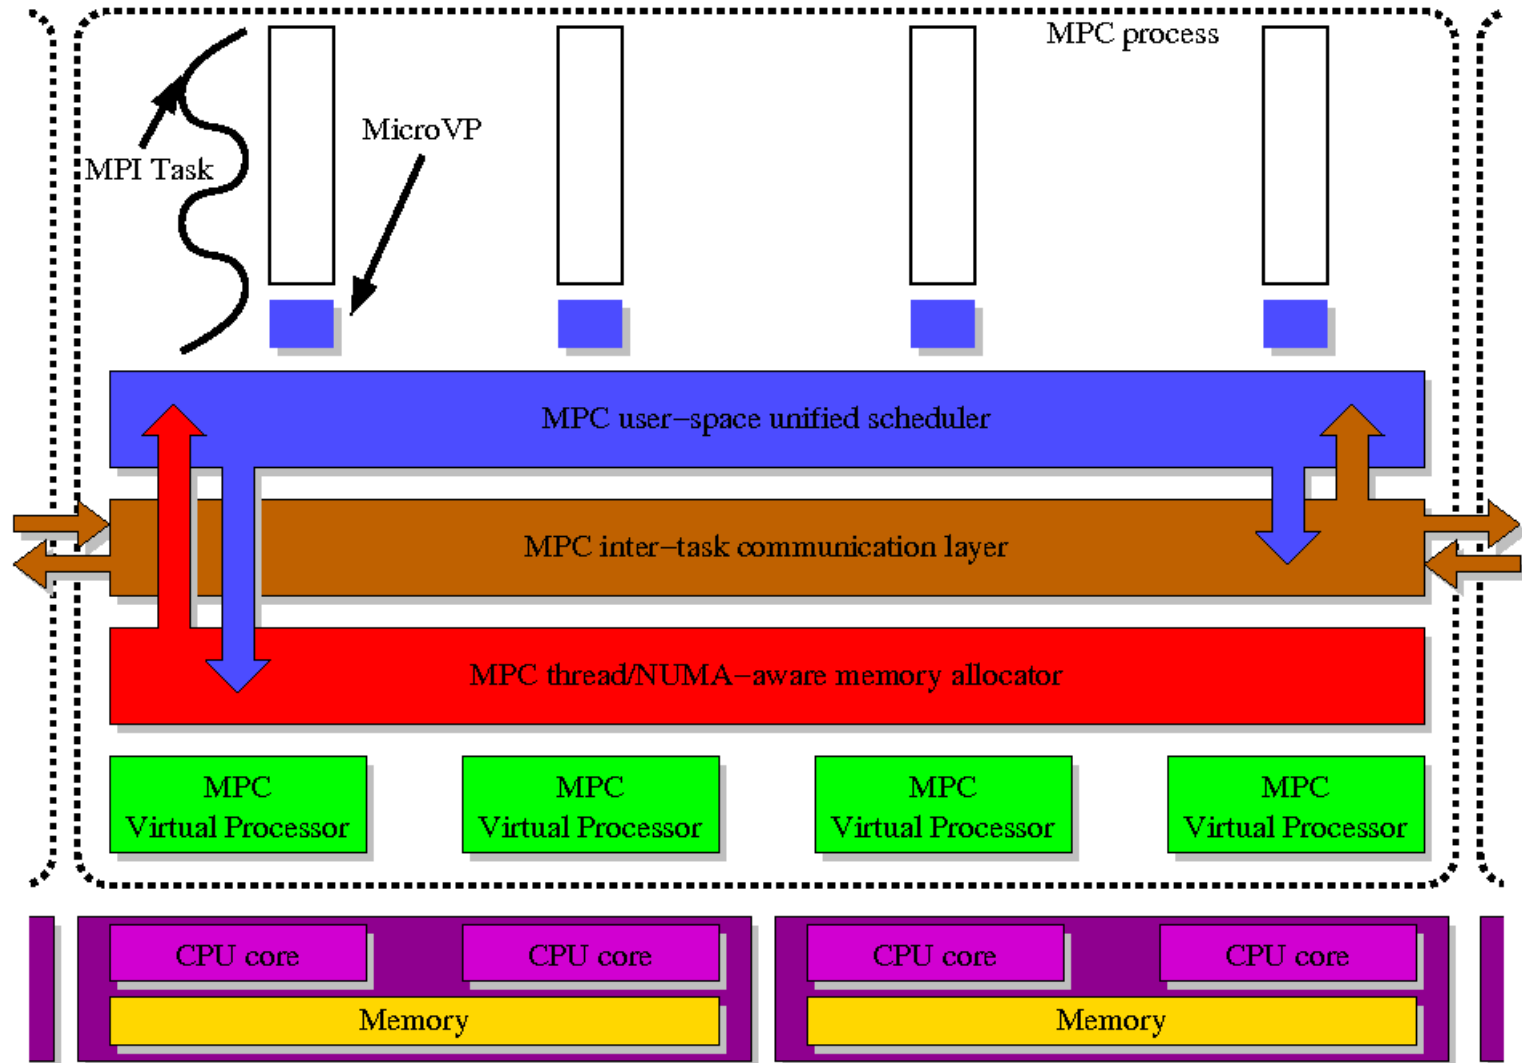 MPC process
MicroVP
MPI Task
MPC user-space unified scheduler
MPC inter-task communication layer
MPC thread/NUMA-aware memory allocator
MPC
Virtual Processor
MPC
Virtual Processor
MPC
Virtual Processor
MPC
Virtual Processor
CPU core
CPU core
CPU core
CPU core
Memory
Memory